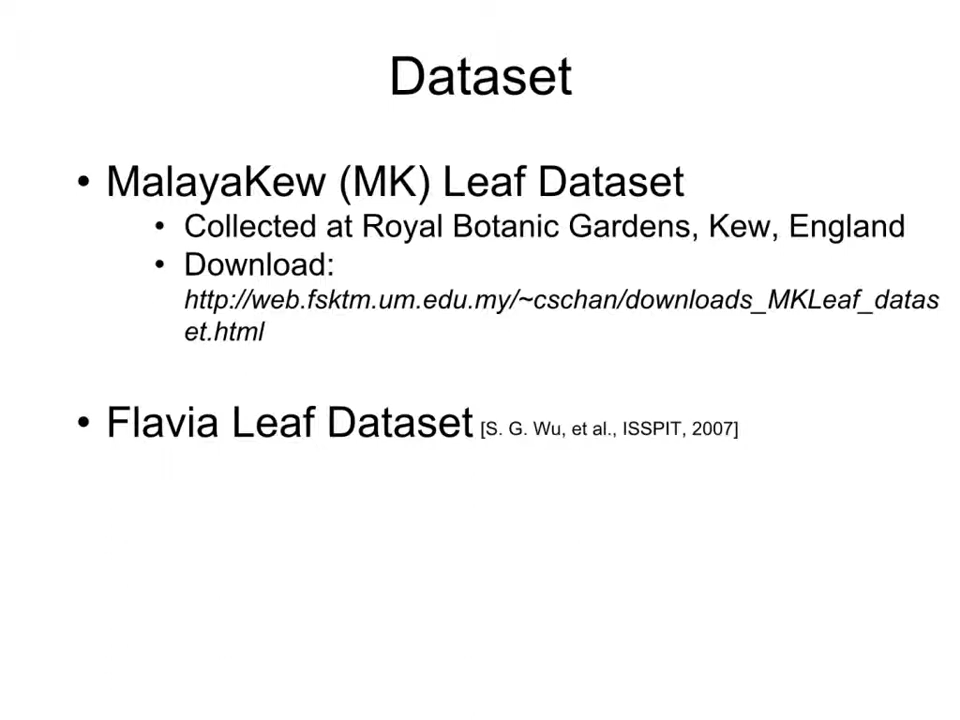 Dataset
• MalayaKew (MK) Leaf Dataset
• Collected at Royal Botanic Gardens, Kew, England
• Download:
http://web.fsktm.um.edu.my/~cschan/downloads_MKLeaf_datas
et.html
• Flavia Leaf Dataset [S. G. Wu, et al., ISSPIT, 2007]